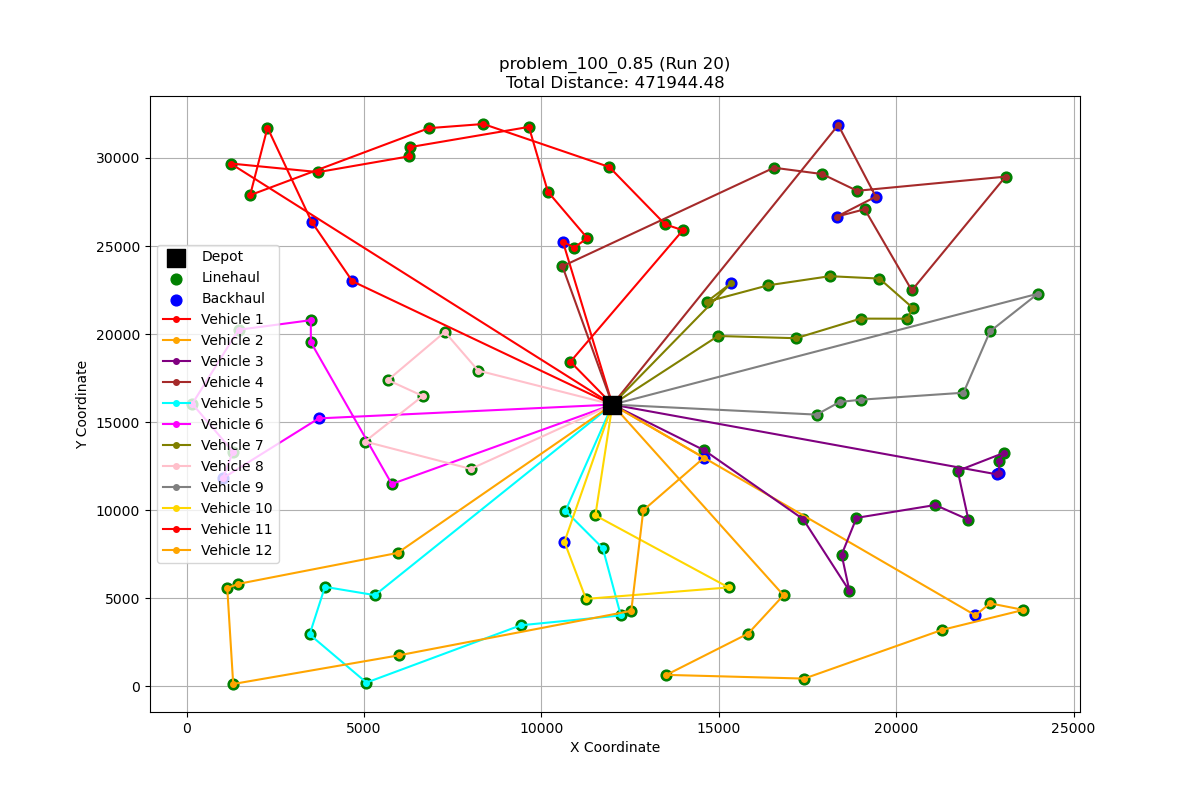 problem_100_0.85 (Run 20)
Total Distance: 471944.48
30000
25000
20000
15000
10000
5000
0
Y Coordinate
Depot
Linehaul
Backhaul
Vehicle 1
Vehicle 2
Vehicle 3
Vehicle 4
Vehicle 5
Vehicle 6
Vehicle 7
Vehicle 8
Vehicle 9
Vehicle 10
Vehicle 11
Vehicle 12
0 5000 10000 15000 20000 25000
X Coordinate